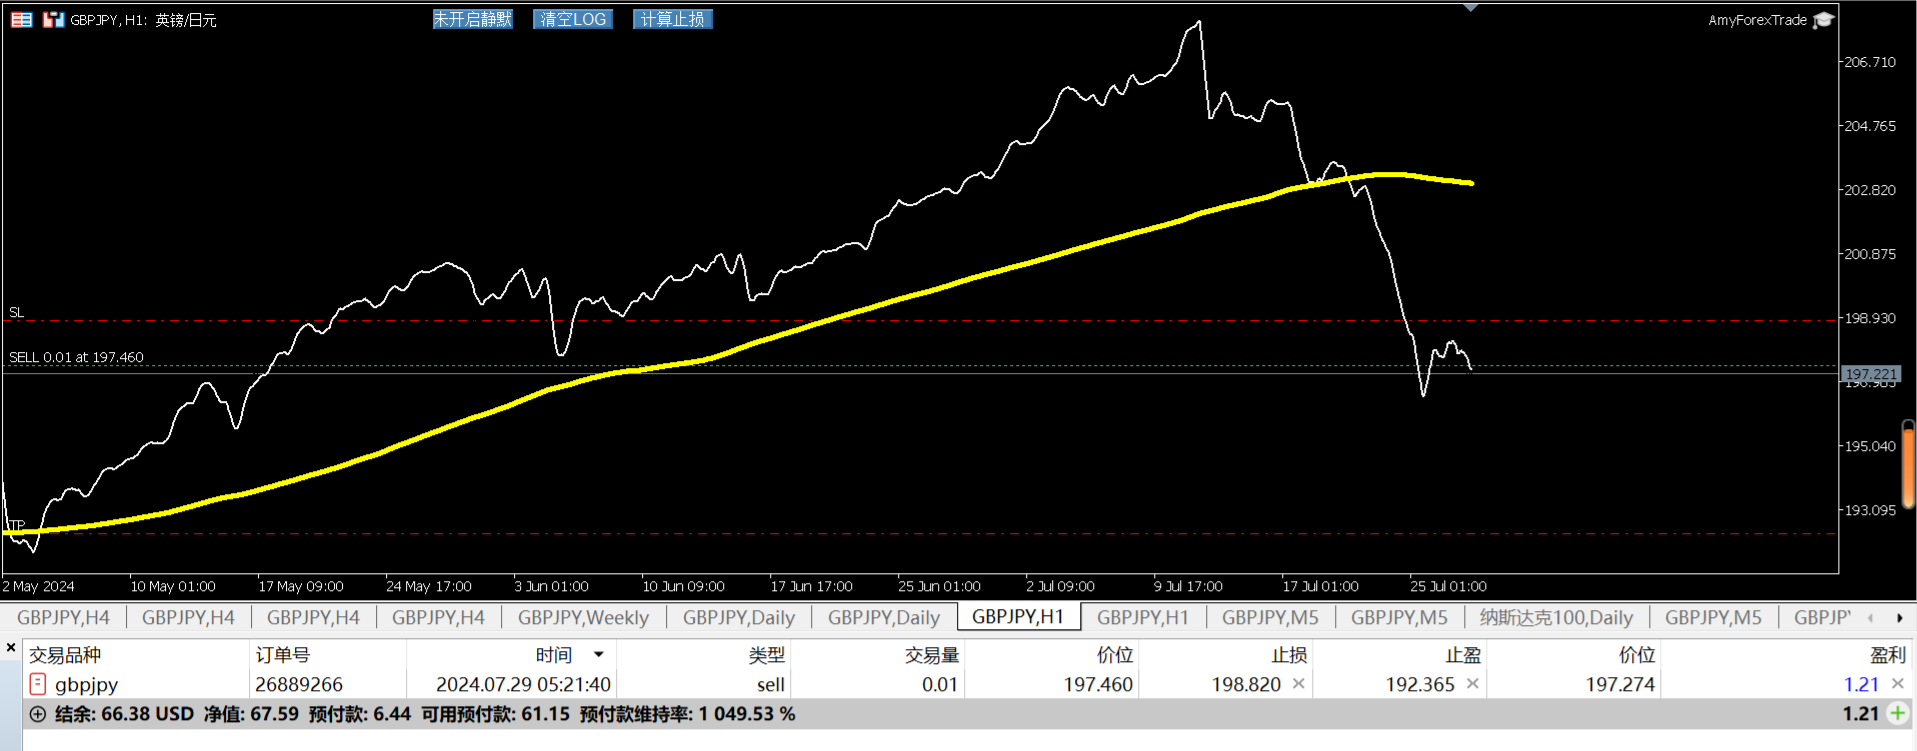 GBPJPY, H1: 英镑/日元
未开启静默 清空LOG 计算止损
AmyForexTrade
206.710
204.765
202.820
200.875
SL
198.930
SELL 0.01 at 197.460
197.221
196.985
195.040
193.095
TP
2 May 2024 10 May 01:00 17 May 09:00 24 May 17:00 3 Jun 01:00 10 Jun 09:00 17 Jun 17:00 25 Jun 01:00 2 Jul 09:00 9 Jul 17:00 17 Jul 01:00 25 Jul 01:00
GBPJPY,H4 GBPJPY,H4 GBPJPY,H4 GBPJPY,H4 GBPJPY,Weekly GBPJPY,Daily GBPJPY,Daily GBPJPY,H1 GBPJPY,H1 GBPJPY,M5 GBPJPY,M5 纳斯达克100,Daily GBPJPY,M5 GBPJPY
交易品种 订单号 时间 类型 交易量 价位 止损 止盈 价位 盈利
gbpjpy 26889266 2024.07.29 05:21:40 sell 0.01 197.460 198.820 192.365 197.274 1.21
结余: 66.38 USD 净值: 67.59 预付款: 6.44 可用预付款: 61.15 预付款维持率: 1 049.53 % 1.21